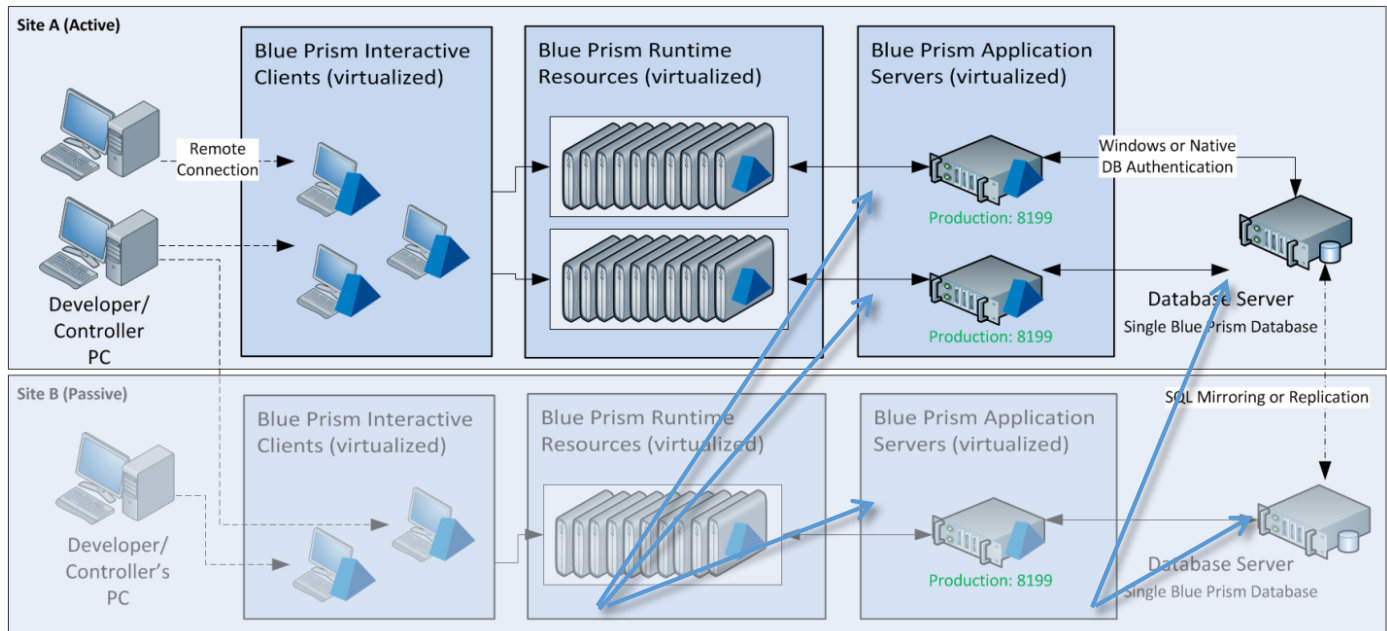 Site A (Active)
Blue Prism Interactive
Clients (virtualized)
Blue Prism Runtime
Resources (virtualized)
Blue Prism Application
Servers (virtualized)
Remote
Connection
Windows or Native
DB Authentication
Production: 8199
Production: 8199
Developer/
Controller
PC
Database Server
Single Blue Prism Database
SQL Mirroring or Replication
Site B (Passive)
Blue Prism Interactive
Clients (virtualized)
Blue Prism Runtime
Resources (virtualized)
Blue Prism Application
Servers (virtualized)
Developer/
Controller's
PC
Production: 8199
Database Server
Single Blue Prism Database